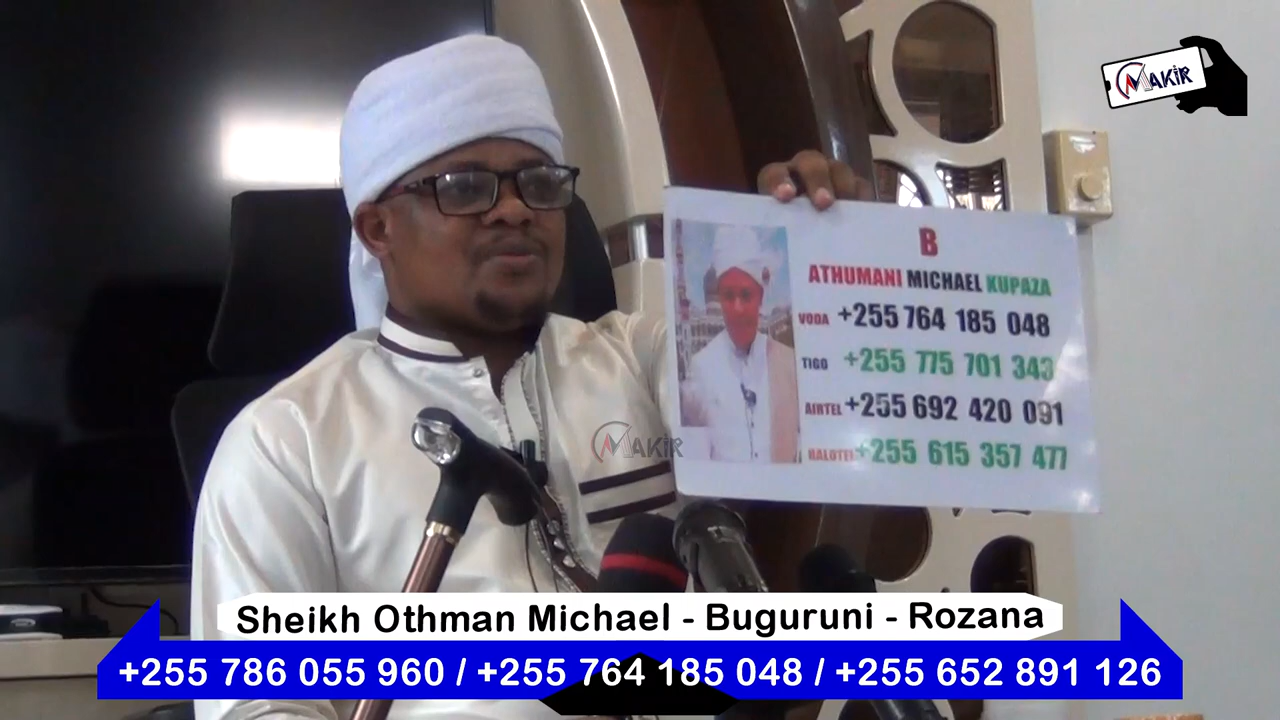 MAKIR
B
ATHUMANI MICHAEL KUPAZA
VODA +255 764 185 048
TIGO +255 775 701 343
AIRTEL +255 692 420 091
HALOTEL +255 615 357 477
MAKIR
Sheikh Othman Michael - Buguruni - Rozana
+255 786 055 960 / +255 764 185 048 / +255 652 891 126